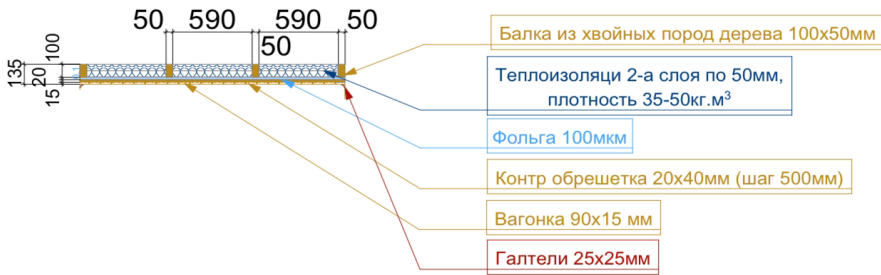 50 590 590 50
50
100
135
20
15
Балка из хвойных пород дерева 100х50мм
Теплоизоляци 2-а слоя по 50мм,
плотность 35-50кг.м³
Фольга 100мкм
Контр обрешетка 20х40мм (шаг 500мм)
Вагонка 90х15 мм
Галтели 25х25мм